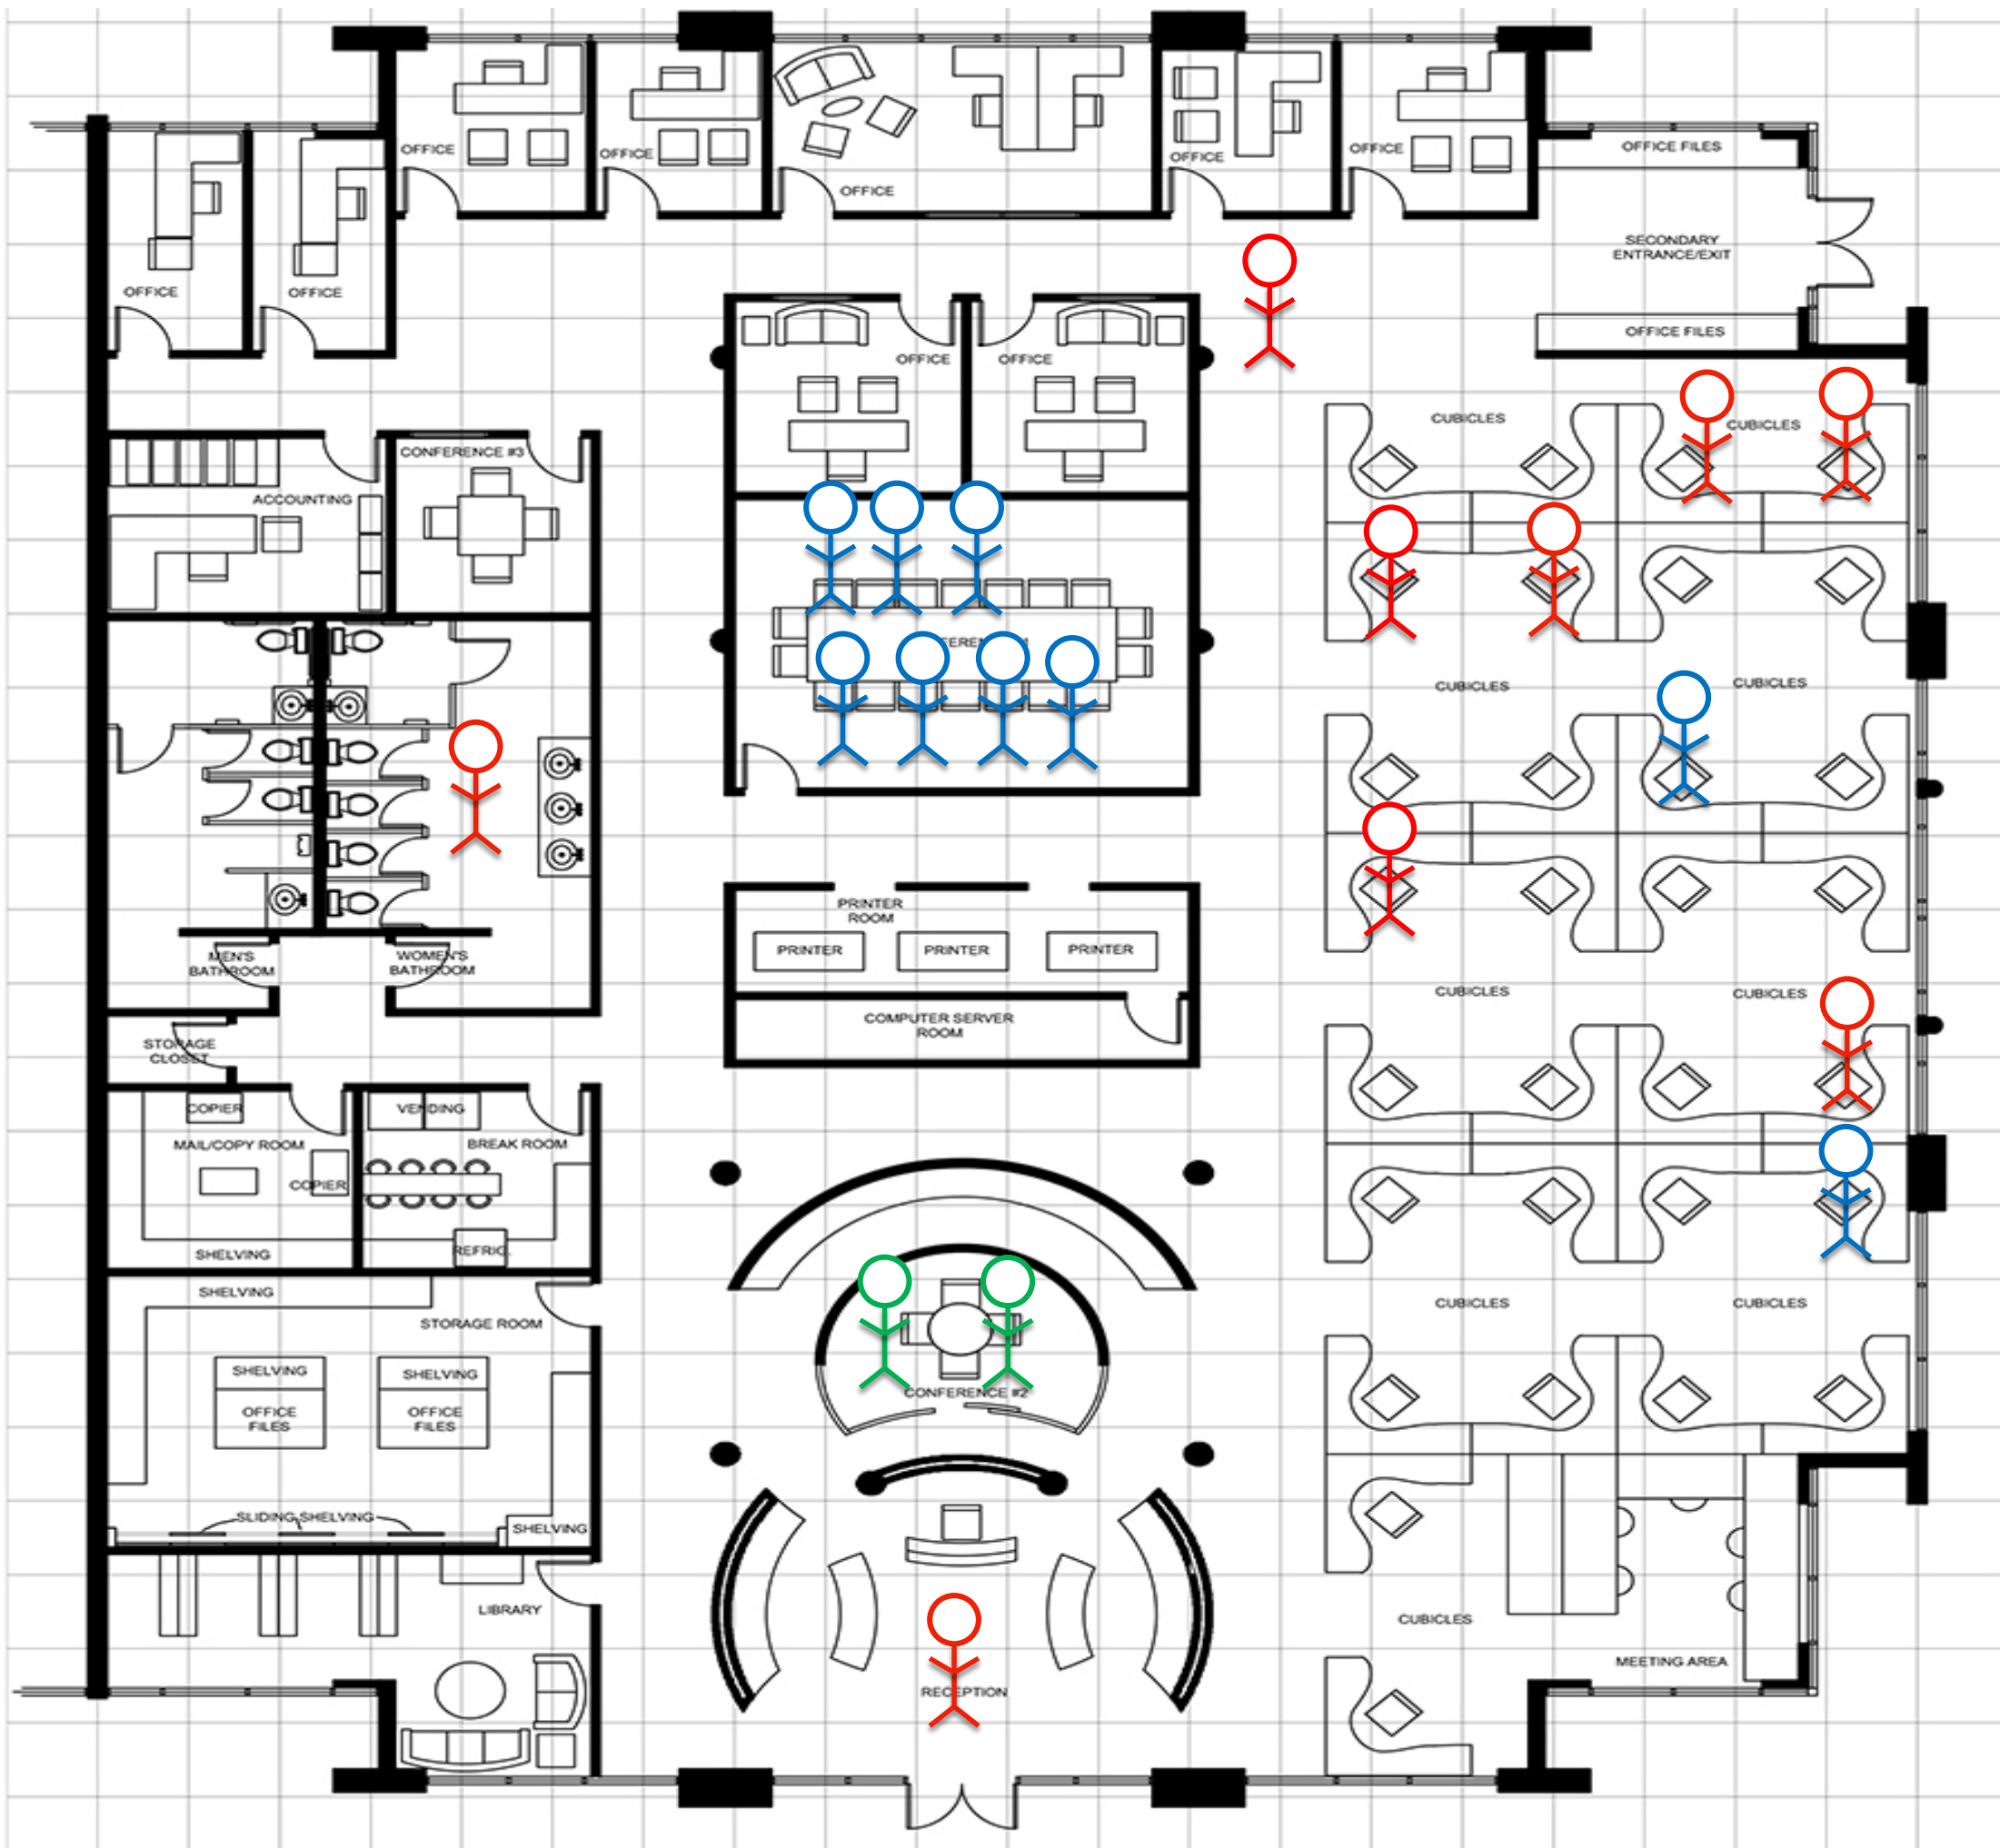 OFFICE
OFFICE
OFFICE
OFFICE
OFFICE
OFFICE FILES
SECONDARY
ENTRANCE/EXIT
OFFICE FILES
OFFICE
OFFICE
OFFICE
OFFICE
CUBICLES
CUBICLES
CONFERENCE #3
ACCOUNTING
CUBICLES
CUBICLES
PRINTER
ROOM
PRINTER
PRINTER
PRINTER
MEN'S
BATHROOM
WOMEN'S
BATHROOM
CUBICLES
CUBICLES
COMPUTER SERVER
ROOM
STORAGE
CLOSET
COPIER
VENDING
MAIL/COPY ROOM
BREAK ROOM
COPIER
SHELVING
REFRIG.
SHELVING
STORAGE ROOM
CUBICLES
CUBICLES
SHELVING
OFFICE
FILES
SHELVING
OFFICE
FILES
CONFERENCE #2
SLIDING SHELVING
SHELVING
LIBRARY
CUBICLES
MEETING AREA
RECEPTION